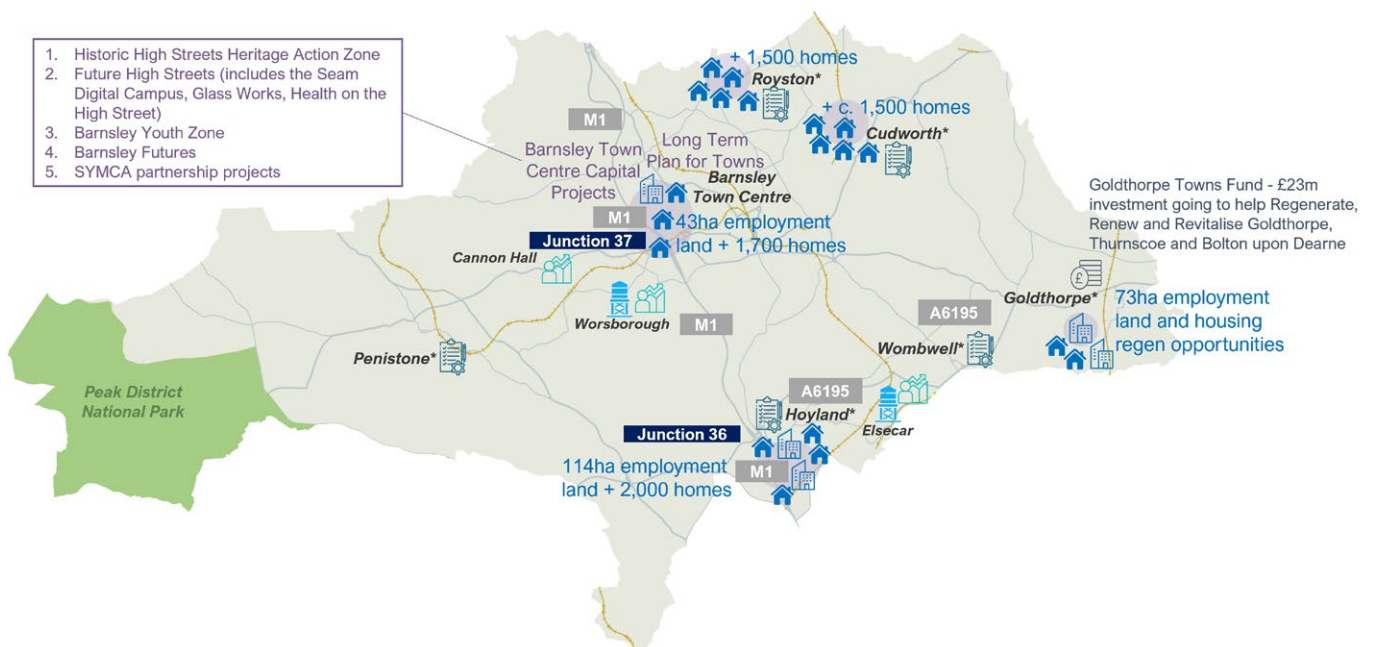 1. Historic High Streets Heritage Action Zone
2. Future High Streets (includes the Seam
Digital Campus, Glass Works, Health on the
High Street)
3. Barnsley Youth Zone
4. Barnsley Futures
5. SYMCA partnership projects
+ 1,500 homes
Royston*
+ c. 1,500 homes
Cudworth*
M1
Barnsley Town
Centre Capital
Projects
Long Term
Plan for Towns
Barnsley
Town Centre
M1
43ha employment
land + 1,700 homes
Junction 37
Cannon Hall
Worsborough
M1
Penistone*
Peak District
National Park
Goldthorpe Towns Fund - £23m
investment going to help Regenerate,
Renew and Revitalise Goldthorpe,
Thurnscoe and Bolton upon Dearne
£
Goldthorpe*
73ha employment
land and housing
regen opportunities
A6195
Wombwell*
A6195
Hoyland*
Elsecar
Junction 36
M1
114ha employment
land + 2,000 homes